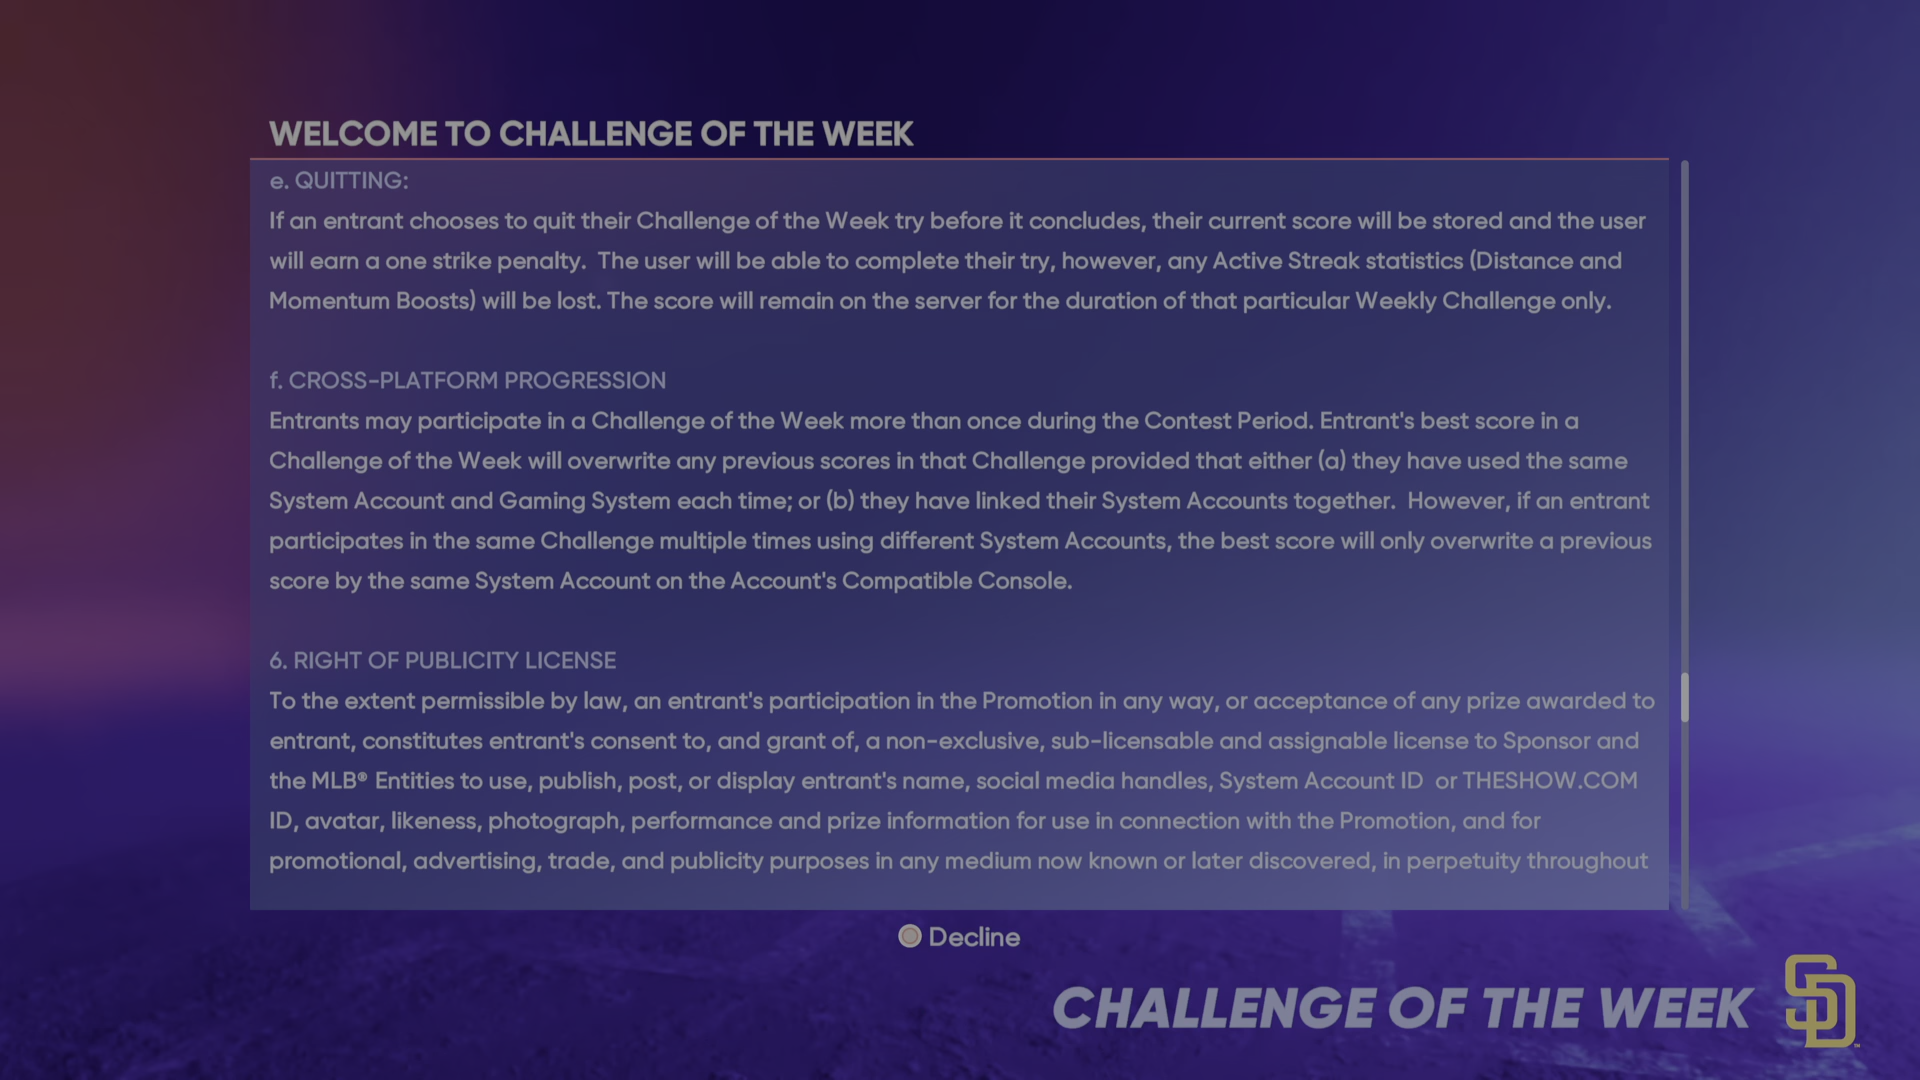 WELCOME TO CHALLENGE OF THE WEEK
e. QUITTING:
If an entrant chooses to quit their Challenge of the Week try before it concludes, their current score will be stored and the user
will earn a one strike penalty.  The user will be able to complete their try, however, any Active Streak statistics (Distance and
Momentum Boosts) will be lost. The score will remain on the server for the duration of that particular Weekly Challenge only.
f. CROSS-PLATFORM PROGRESSION
Entrants may participate in a Challenge of the Week more than once during the Contest Period. Entrant's best score in a
Challenge of the Week will overwrite any previous scores in that Challenge provided that either (a) they have used the same
System Account and Gaming System each time; or (b) they have linked their System Accounts together.  However, if an entrant
participates in the same Challenge multiple times using different System Accounts, the best score will only overwrite a previous
score by the same System Account on the Account's Compatible Console.
6. RIGHT OF PUBLICITY LICENSE
To the extent permissible by law, an entrant's participation in the Promotion in any way, or acceptance of any prize awarded to
entrant, constitutes entrant's consent to, and grant of, a non-exclusive, sub-licensable and assignable license to Sponsor and
the MLB® Entities to use, publish, post, or display entrant's name, social media handles, System Account ID  or THESHOW.COM
ID, avatar, likeness, photograph, performance and prize information for use in connection with the Promotion, and for
promotional, advertising, trade, and publicity purposes in any medium now known or later discovered, in perpetuity throughout
Decline
CHALLENGE OF THE WEEK
SD